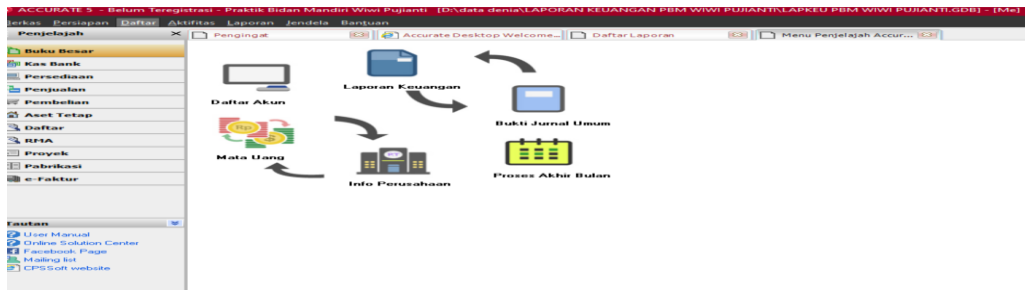 ACCURATE 5 - Belum Teregistrasi - Praktik Bidan Mandiri Wiwi Pujianti [D:\data denia\LAPORAN KEUANGAN PBM WIWI PUJIANTI\LAPKEU PBM WIWI PUJIANTI.GDB] - [Me]
Berkas Persiapan Daftar Aktifitas Laporan Jendela Bantuan
Penjelajah
Pengingat Accurate Desktop Welcome... Daftar Laporan Menu Penjelajah Accur...
Buku Besar
Kas Bank
Persediaan
Penjualan
Pembelian
Aset Tetap
Daftar
RMA
Proyek
Pabrikasi
e-Faktur
Tautan
User Manual
Online Solution Center
Facebook Page
Mailing list
CPSSoft website
Daftar Akun
Laporan Keuangan
Bukti Jurnal Umum
Rp
Mata Uang
Info Perusahaan
Proses Akhir Bulan